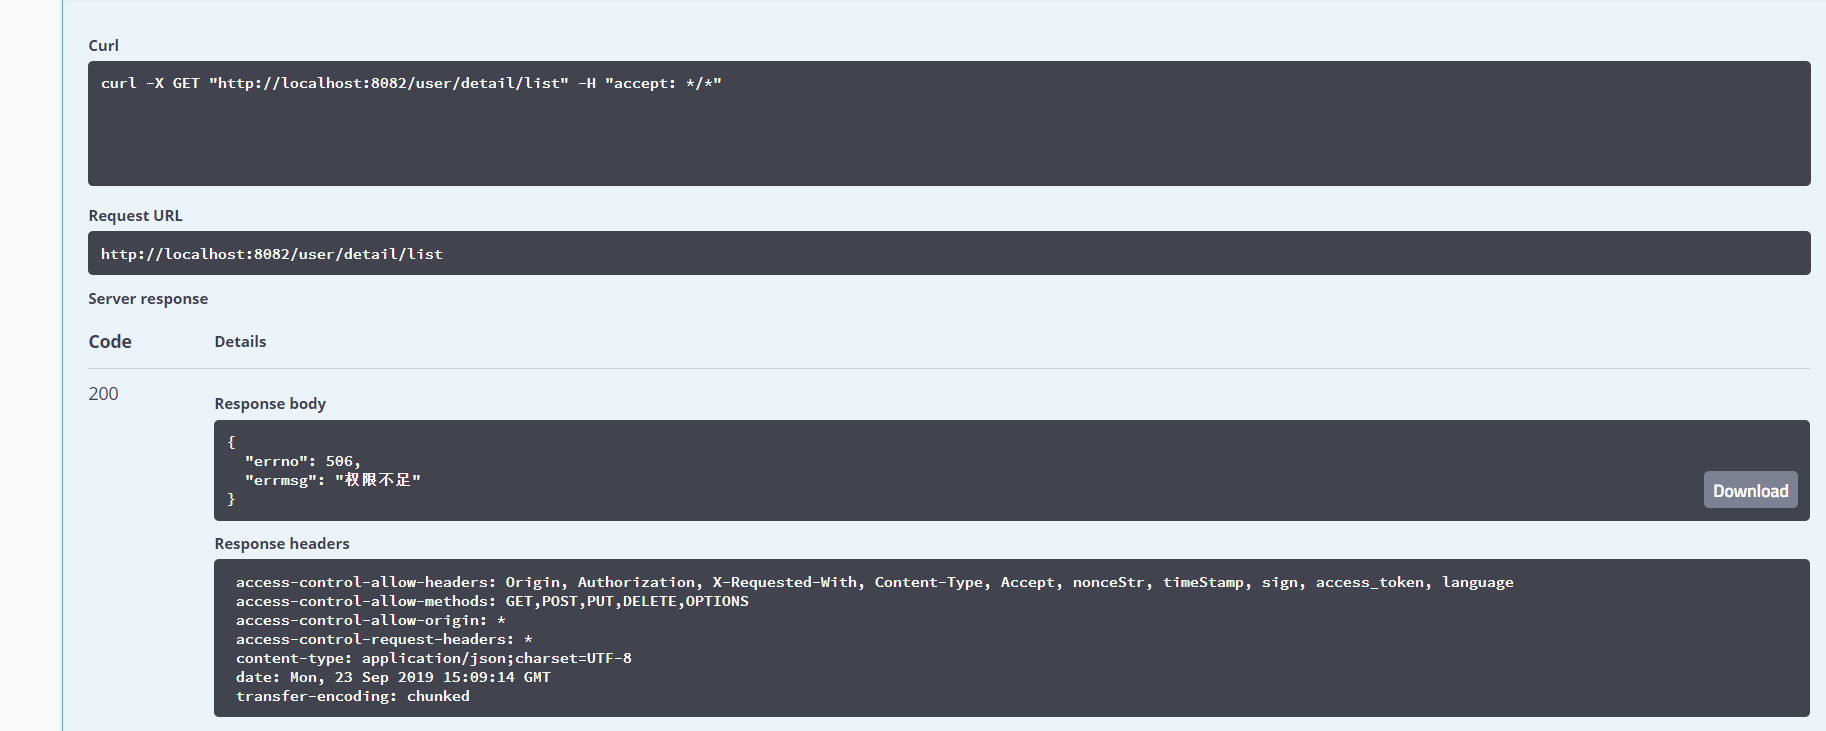 Curl
curl -X GET "http://localhost:8082/user/detail/list" -H "accept: */*"
Request URL
http://localhost:8082/user/detail/list
Server response
Code Details
200
Response body
{
  "errno": 506,
  "errmsg": "权限不足"
}
Download
Response headers
access-control-allow-headers: Origin, Authorization, X-Requested-With, Content-Type, Accept, nonceStr, timeStamp, sign, access_token, language
access-control-allow-methods: GET,POST,PUT,DELETE,OPTIONS
access-control-allow-origin: *
access-control-request-headers: *
content-type: application/json;charset=UTF-8
date: Mon, 23 Sep 2019 15:09:14 GMT
transfer-encoding: chunked